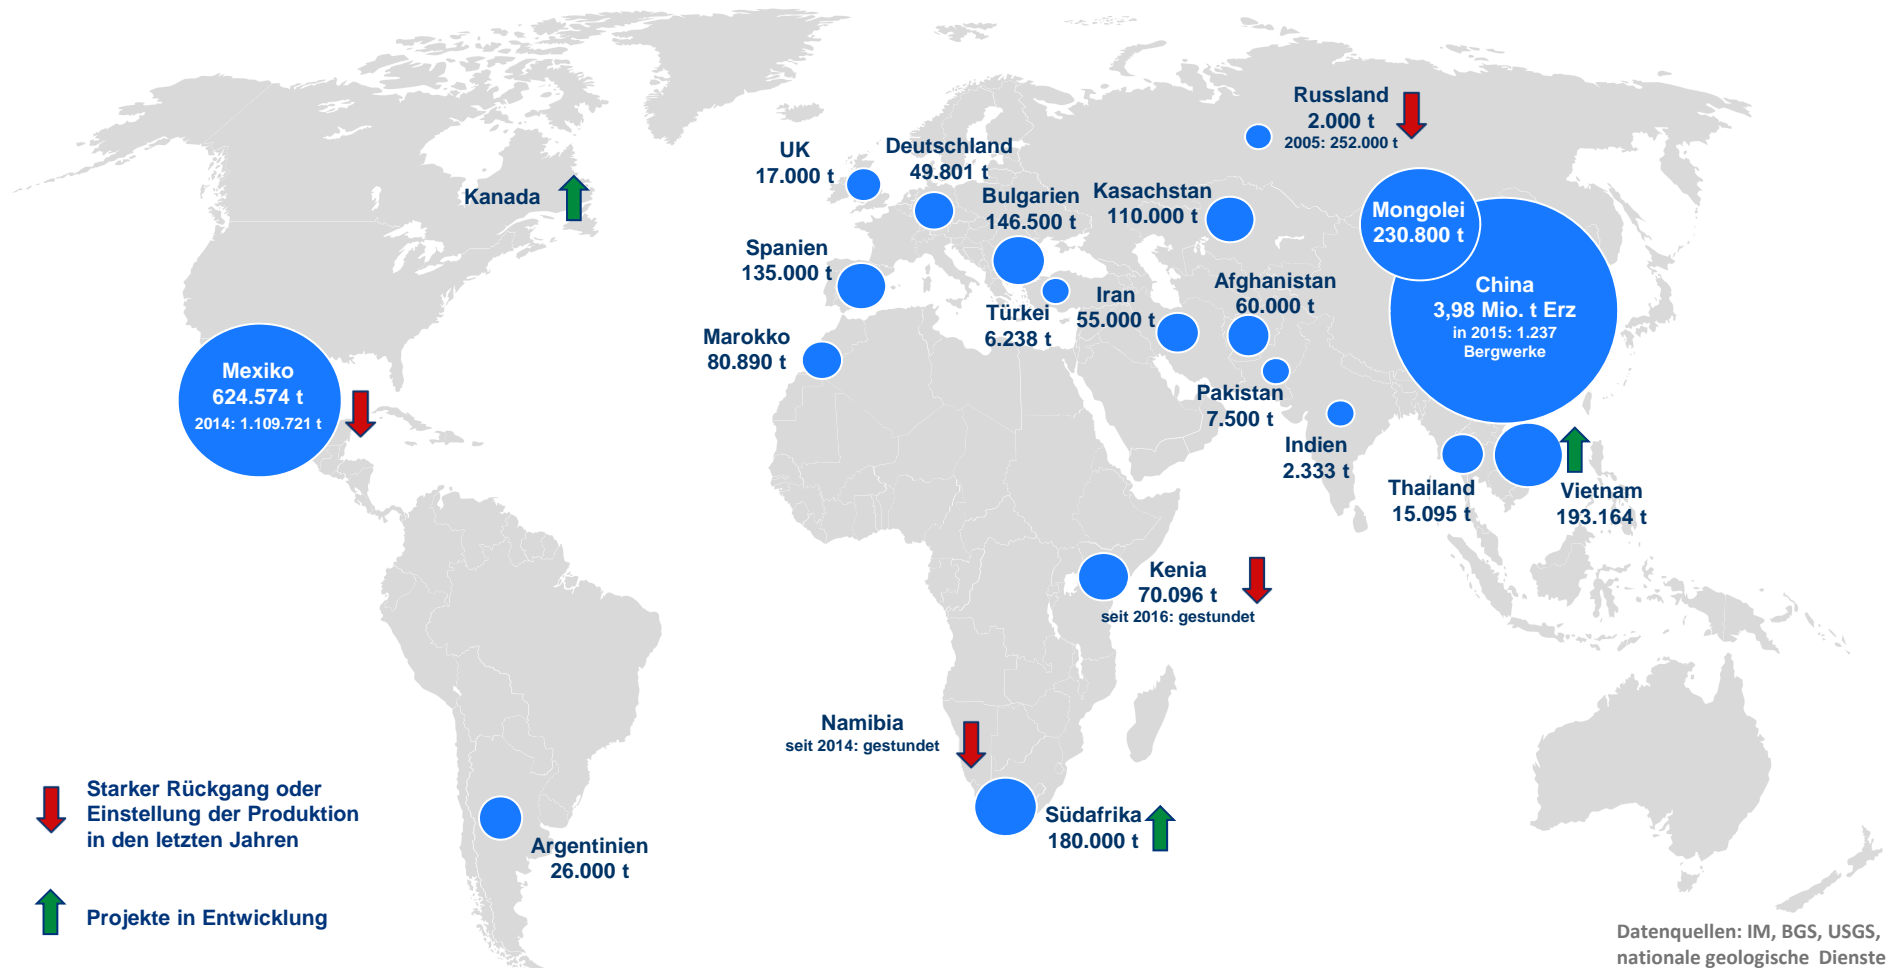 Russland
2.000 t
2005: 252.000 t
UK
17.000 t
Deutschland
49.801 t
Kanada
Bulgarien
146.500 t
Kasachstan
110.000 t
Mongolei
230.800 t
Spanien
135.000 t
China
3,98 Mio. t Erz
in 2015: 1.237
Bergwerke
Afghanistan
60.000 t
Iran
55.000 t
Türkei
6.238 t
Marokko
80.890 t
Mexiko
624.574 t
2014: 1.109.721 t
Pakistan
7.500 t
Indien
2.333 t
Thailand
15.095 t
Vietnam
193.164 t
Kenia
70.096 t
seit 2016: gestundet
Namibia
seit 2014: gestundet
Südafrika
180.000 t
Argentinien
26.000 t
Starker Rückgang oder
Einstellung der Produktion
in den letzten Jahren
Projekte in Entwicklung
Datenquellen: IM, BGS, USGS,
nationale geologische Dienste